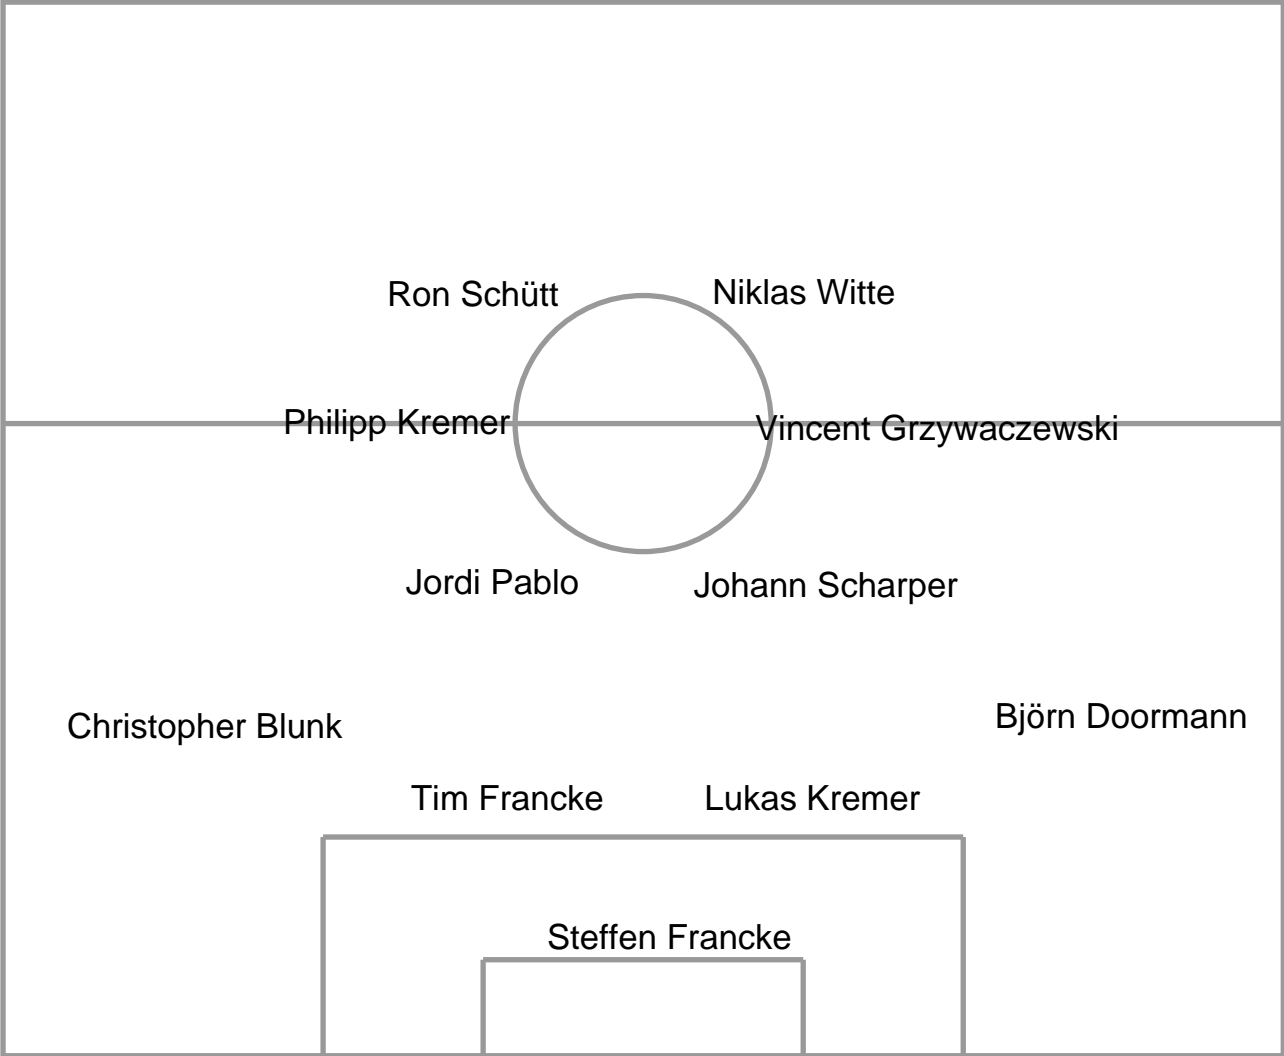 Ron Schütt
Niklas Witte
Philipp Kremer
Vincent Grzywaczewski
Jordi Pablo
Johann Scharper
Christopher Blunk
Björn Doormann
Tim Francke
Lukas Kremer
Steffen Francke